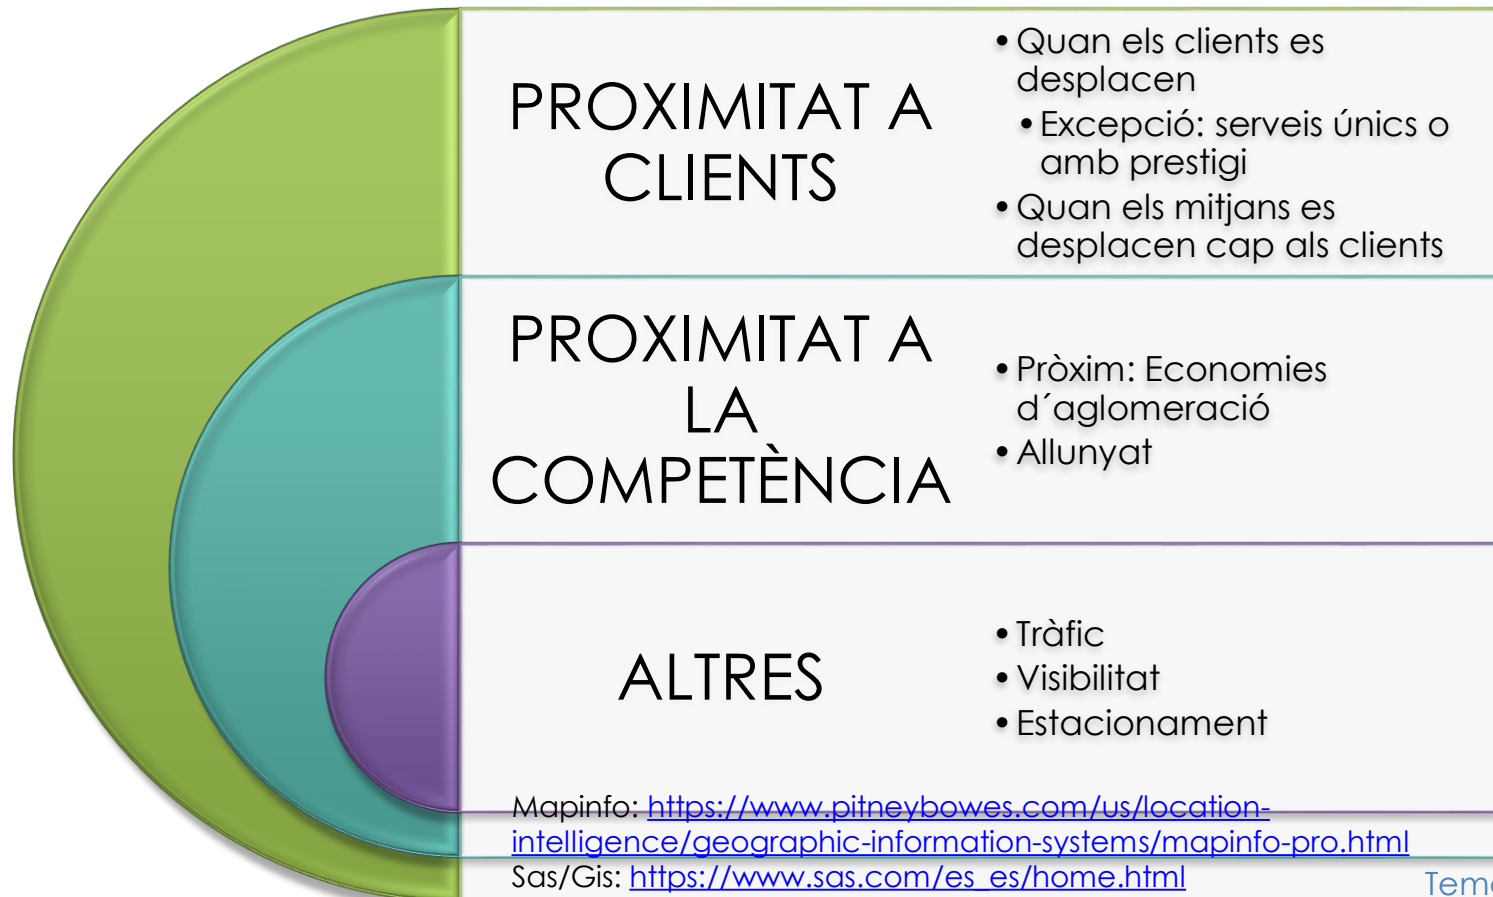 PROXIMITAT A
CLIENTS
•Quan els clients es
desplacen
•Excepció: serveis únics o
amb prestigi
•Quan els mitjans es
desplacen cap als clients
PROXIMITAT A
LA
COMPETÈNCIA
•Pròxim: Economies
d´aglomeració
•Allunyat
ALTRES
•Tràfic
•Visibilitat
•Estacionament
Mapinfo: https://www.pitneybowes.com/us/location-
intelligence/geographic-information-systems/mapinfo-pro.html
Sas/Gis: https://www.sas.com/es_es/home.html